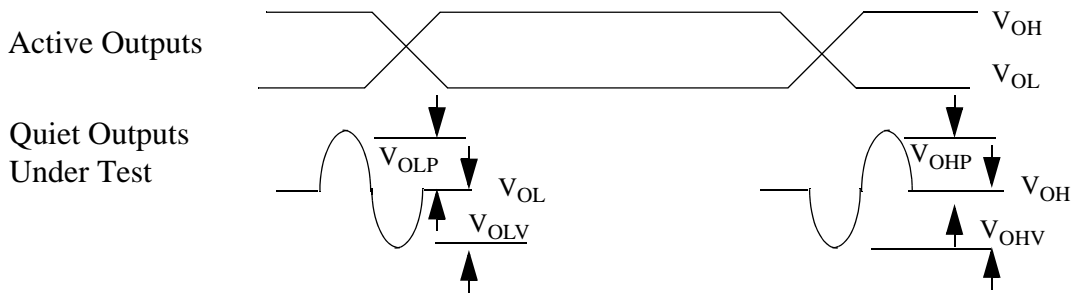 Active Outputs
V_OH
V_OL
Quiet Outputs
Under Test
V_OLP
V_OL
V_OLV
V_OHP
V_OH
V_OHV